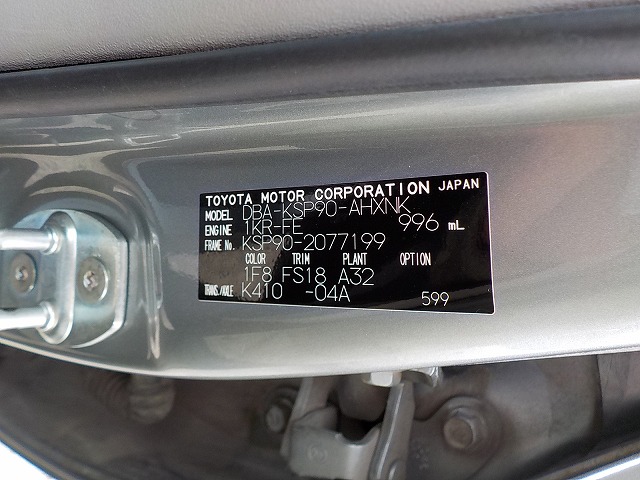 TOYOTA MOTOR CORPORATION JAPAN
MODEL DBA-KSP90-AHXNK
ENGINE 1KR-FE 996 mL
FRAME No. KSP90-2077199
COLOR TRIM PLANT OPTION
1F8 FS18 A32
TRANS./AXLE K410 -04A 599